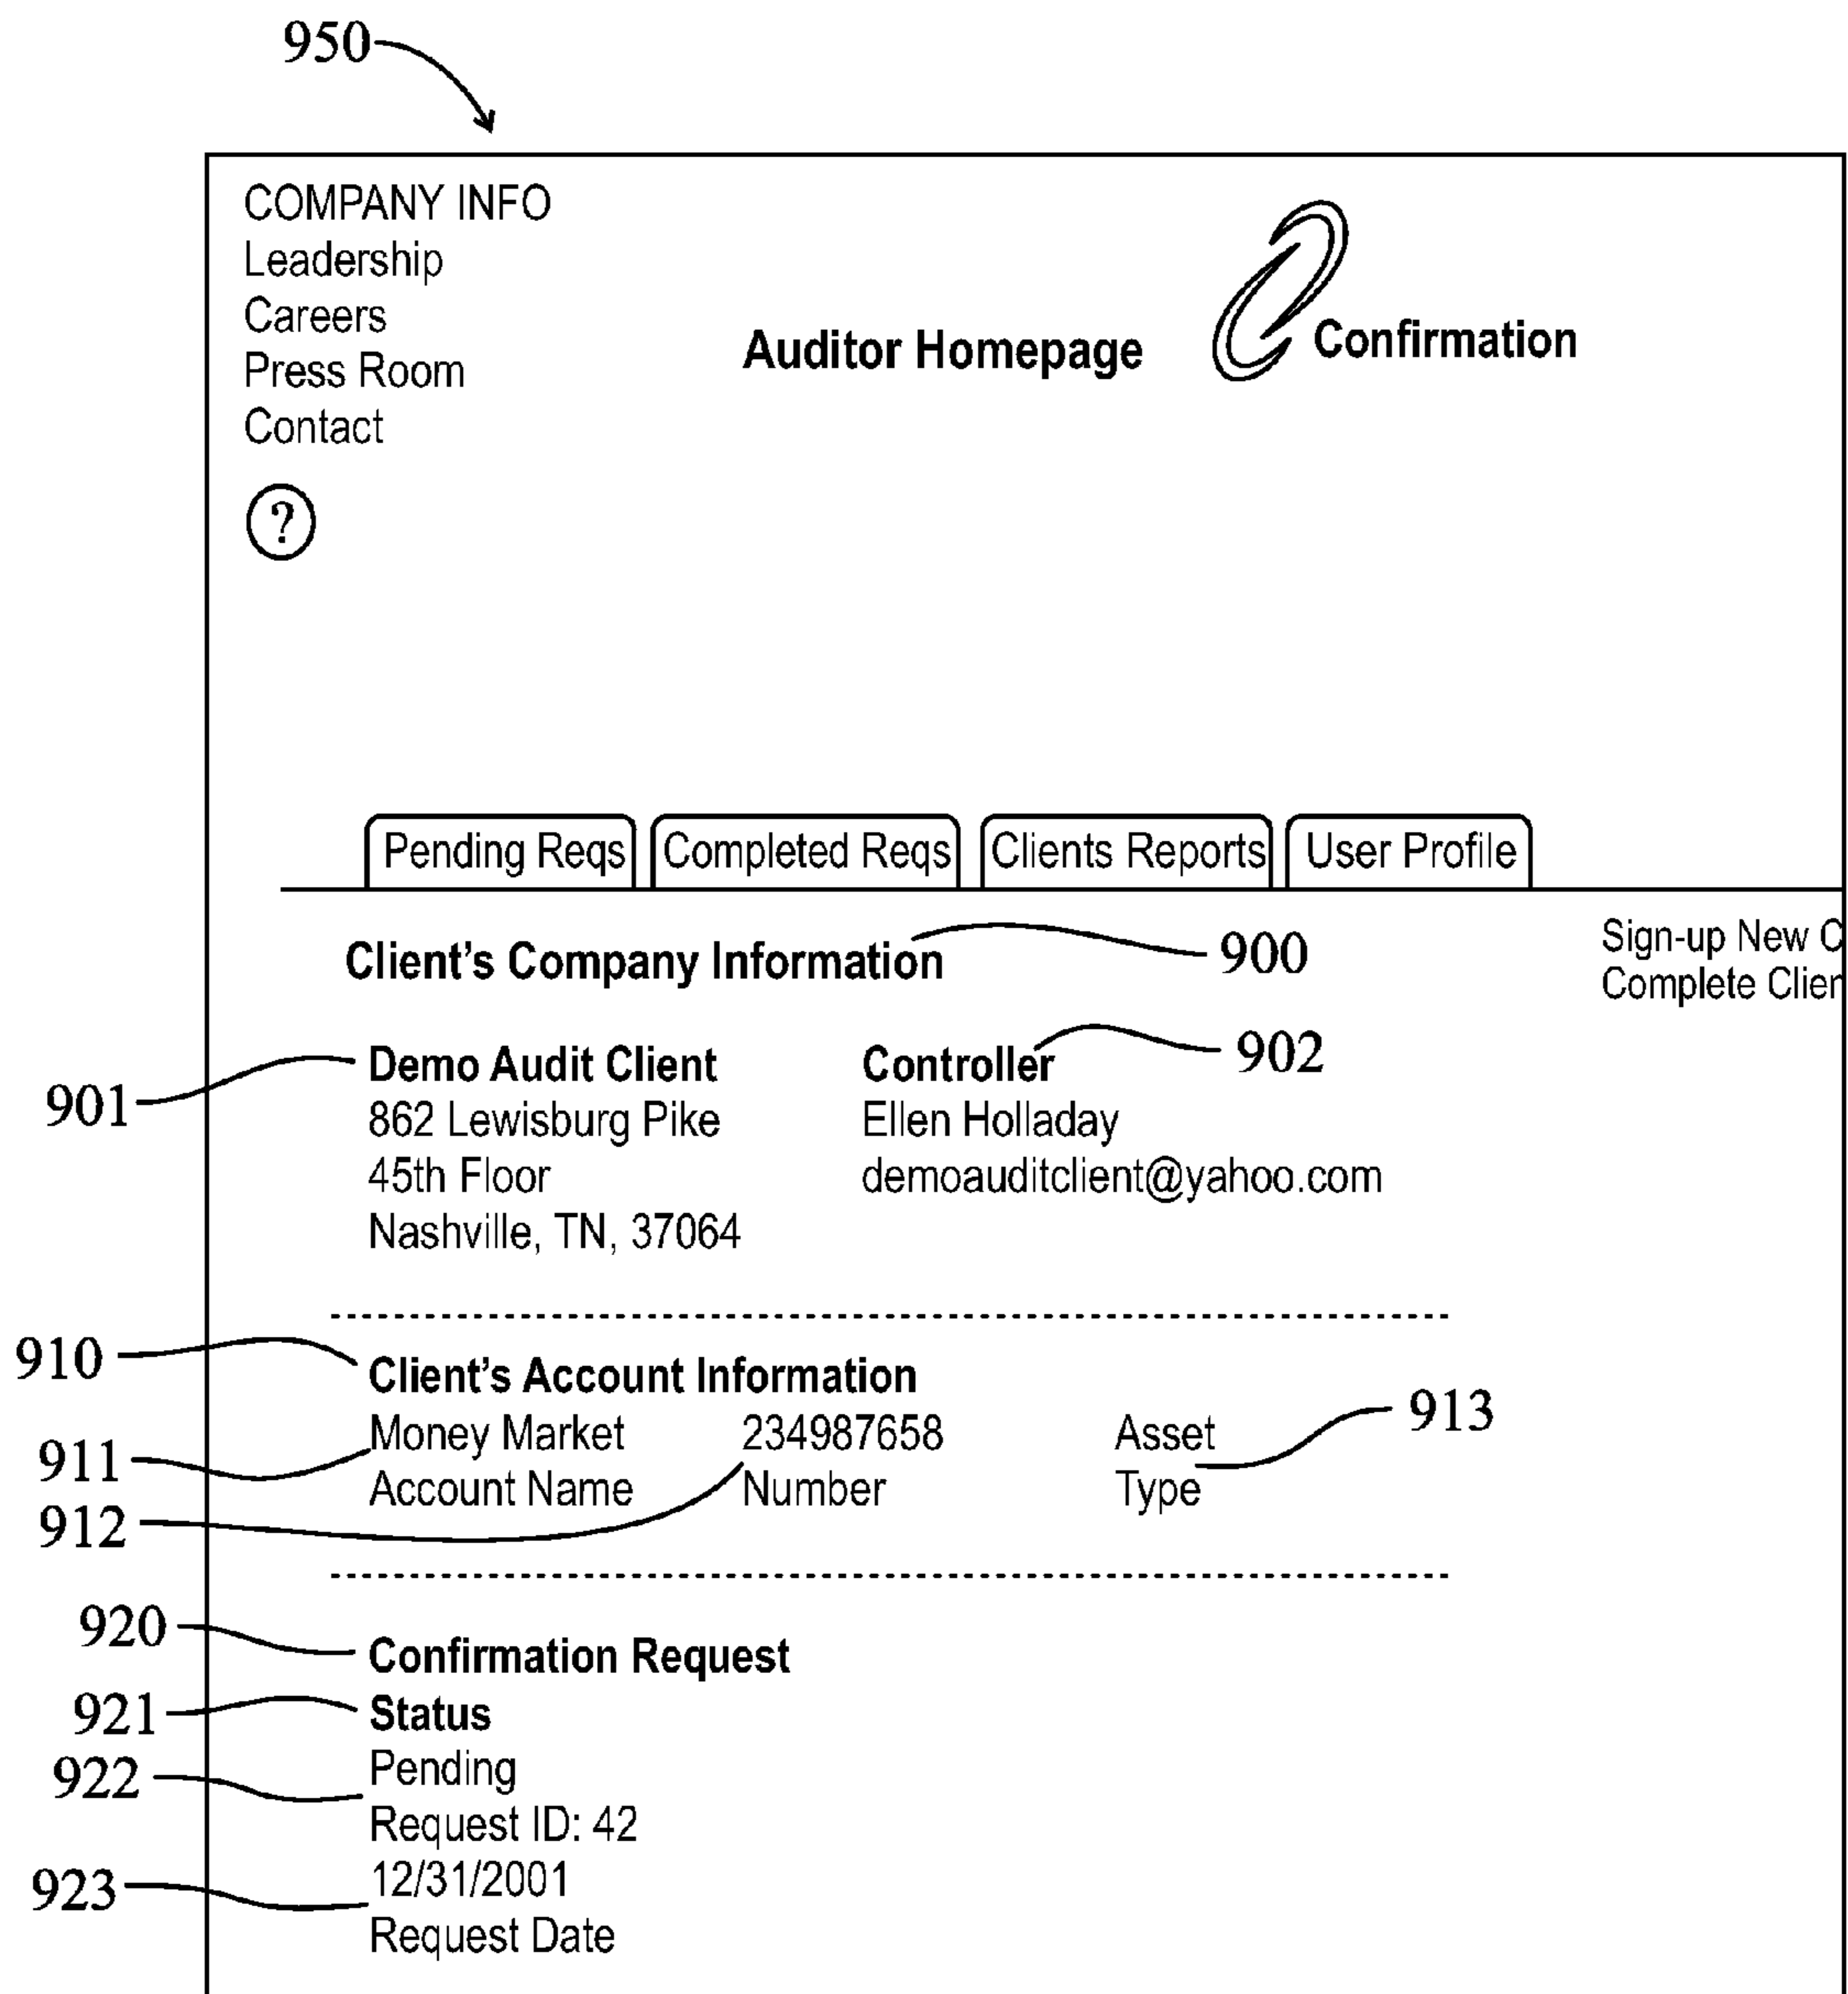 950
COMPANY INFO
Leadership
Careers
Press Room
Contact
?
Auditor Homepage
Confirmation
Pending Reqs Completed Reqs Clients Reports User Profile
Client's Company Information 900
Sign-up New C
Complete Clien
901
Demo Audit Client
862 Lewisburg Pike
45th Floor
Nashville, TN, 37064
Controller 902
Ellen Holladay
demoauditclient@yahoo.com
910 Client's Account Information
Money Market 234987658 Asset 913
911 Account Name Number Type
912
920 Confirmation Request
921 Status
Pending
922
Request ID: 42
12/31/2001
923
Request Date